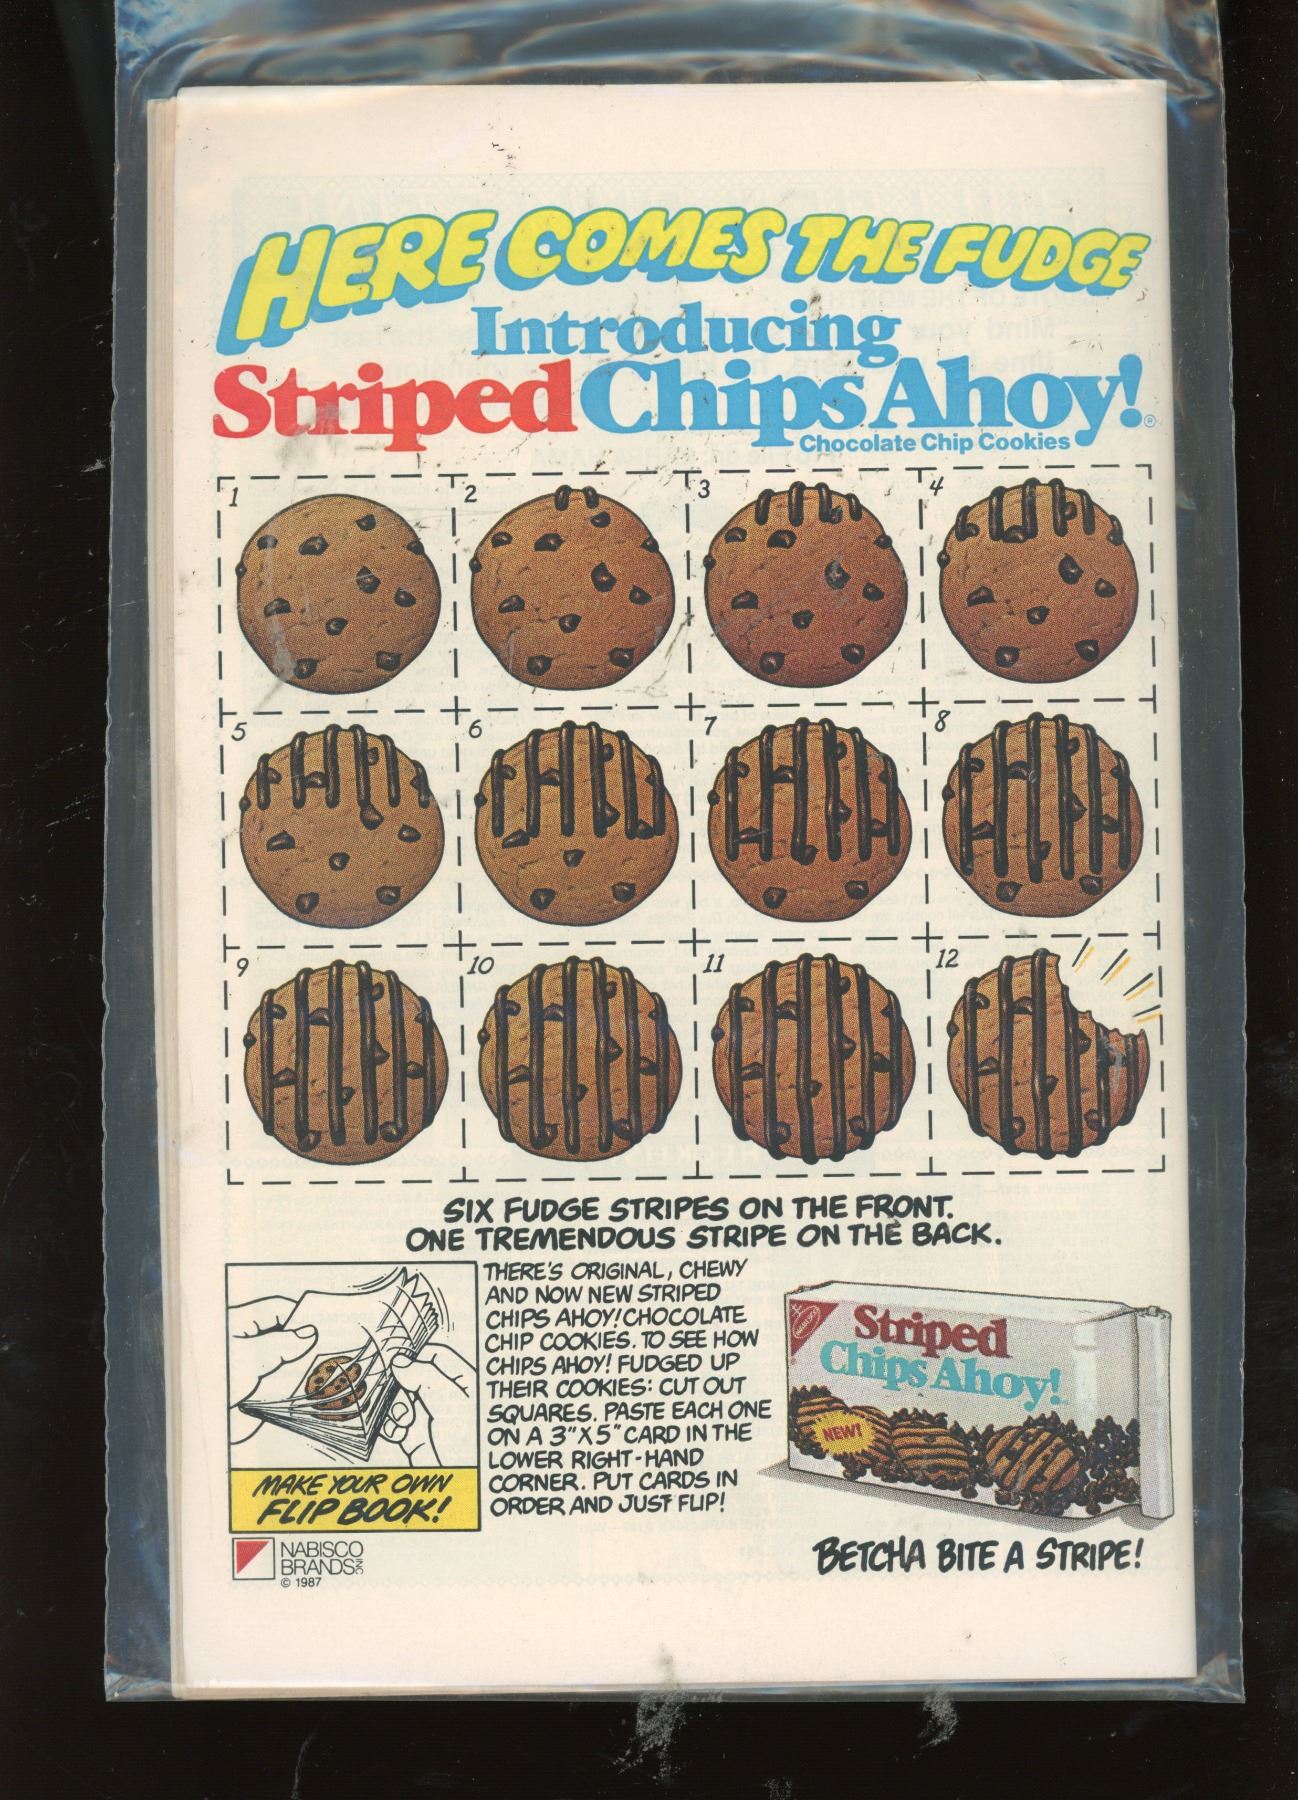 HERE COMES THE FUDGE
Introducing
Striped Chips Ahoy!®
Chocolate Chip Cookies
1
2
3
4
5
6
7
8
9
10
11
12
SIX FUDGE STRIPES ON THE FRONT.
ONE TREMENDOUS STRIPE ON THE BACK.
THERE'S ORIGINAL, CHEWY
AND NOW NEW STRIPED
CHIPS AHOY! CHOCOLATE
CHIP COOKIES. TO SEE HOW
CHIPS AHOY! FUDGED UP
THEIR COOKIES: CUT OUT
SQUARES. PASTE EACH ONE
ON A 3"X5" CARD IN THE
LOWER RIGHT-HAND
CORNER. PUT CARDS IN
ORDER AND JUST FLIP!
MAKE YOUR OWN
FLIP BOOK!
NABISCO
BRANDS INC
© 1987
NABISCO
Striped
Chips Ahoy!
NEW!
BETCHA BITE A STRIPE!